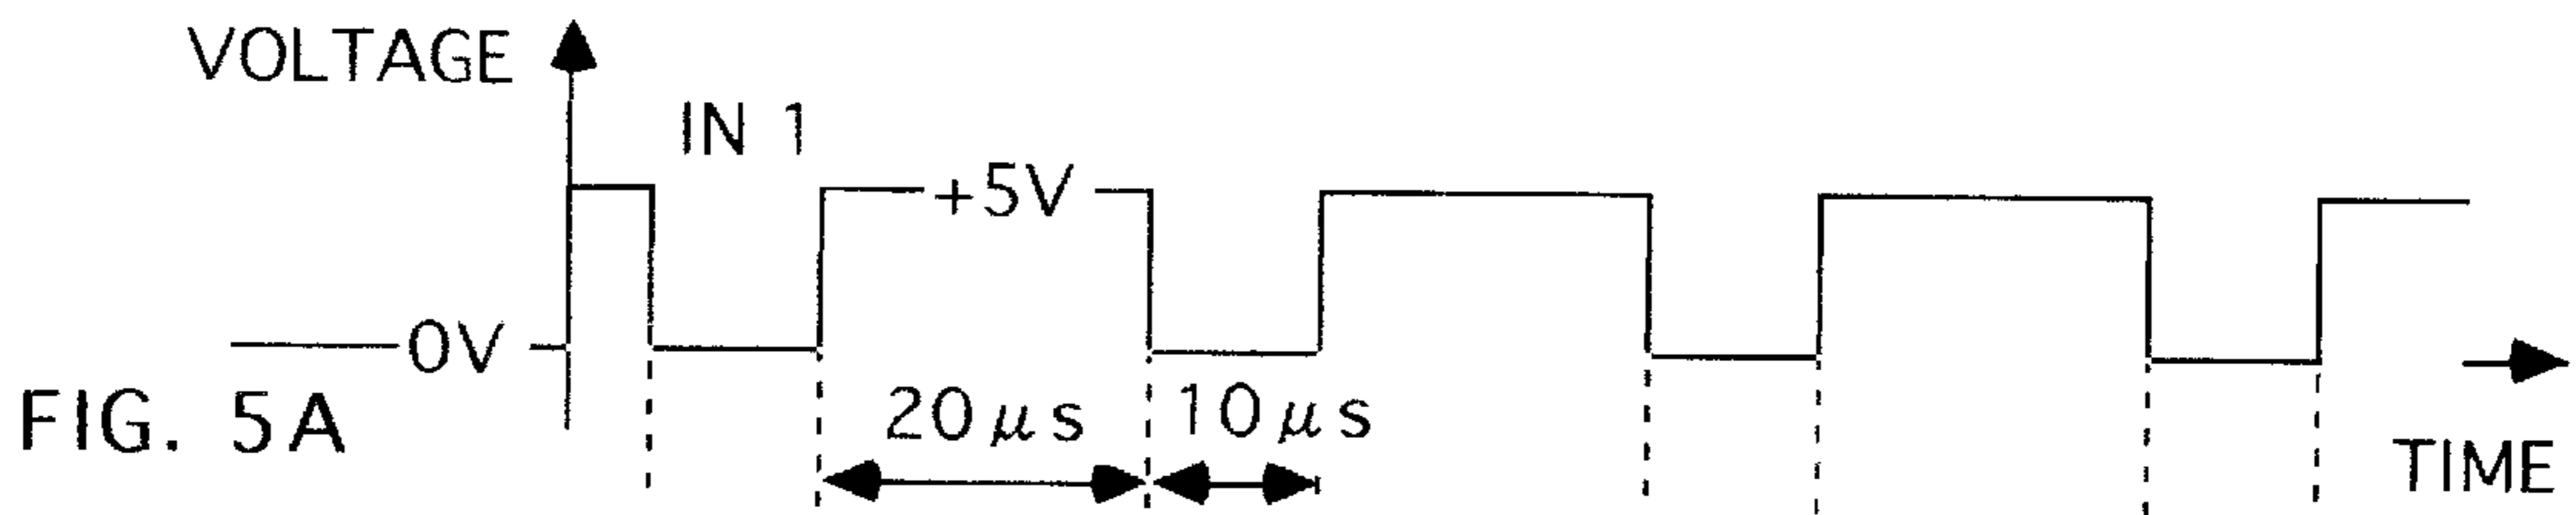 VOLTAGE
IN 1
+5V
0V
FIG. 5A
20 μs
10 μs
TIME